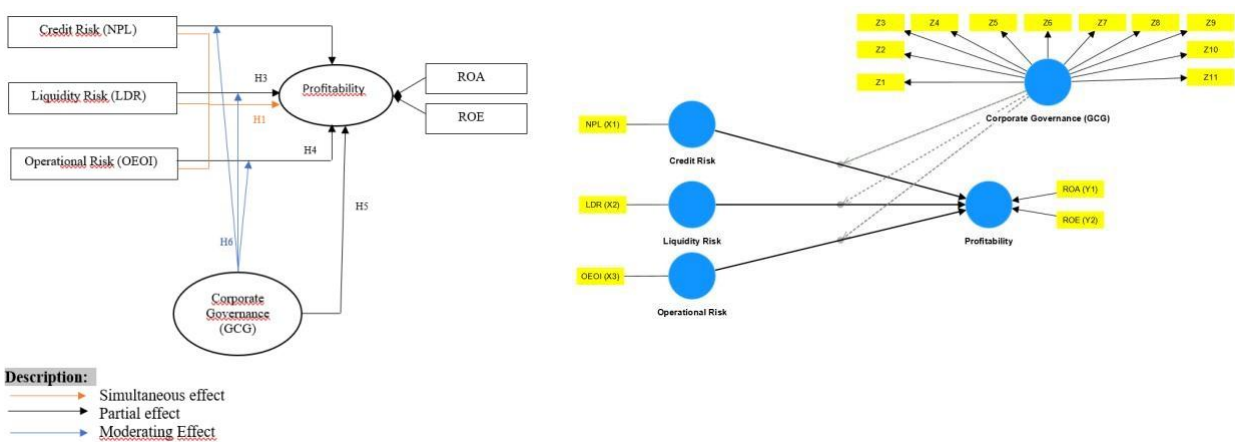 Credit Risk (NPL)
Liquidity Risk (LDR)
Operational Risk (OEOI)
H3
H1
H4
H5
H6
Profitability
ROA
ROE
Corporate
Governance
(GCG)
Description:
Simultaneous effect
Partial effect
Moderating Effect
Z3
Z4
Z5
Z6
Z7
Z8
Z9
Z2
Z10
Z1
Z11
Corporate Governance (GCG)
NPL (X1)
Credit Risk
LDR (X2)
Liquidity Risk
OEOI (X3)
Operational Risk
ROA (Y1)
ROE (Y2)
Profitability